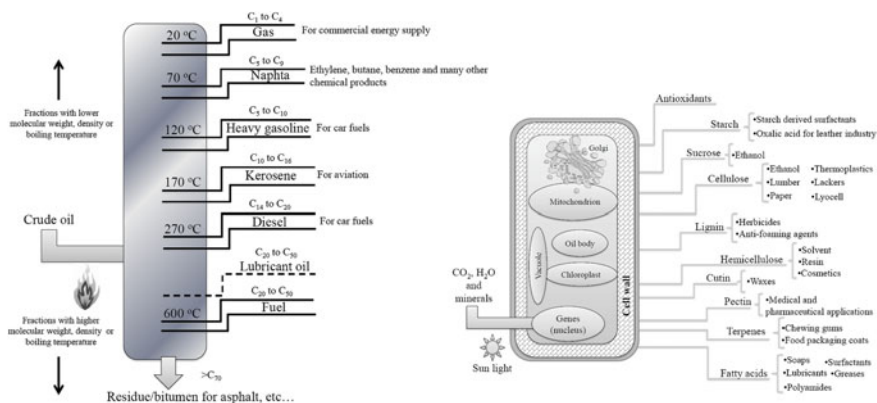 C₁ to C₄
20 °C
Gas
For commercial energy supply
Fractions with lower
molecular weight, density or
boiling temperature
C₅ to C₉
70 °C
Naphta
Ethylene, butane, benzene and many other
chemical products
C₅ to C₁₀
120 °C
Heavy gasoline
For car fuels
C₁₀ to C₁₆
170 °C
Kerosene
For aviation
Crude oil
C₁₄ to C₂₀
270 °C
Diesel
For car fuels
C₂₀ to C₅₀
Lubricant oil
Fractions with higher
molecular weight, density or
boiling temperature
C₂₀ to C₅₀
600 °C
Fuel
>C₇₀
Residue/bitumen for asphalt, etc…
CO₂, H₂O
and
minerals
Sun light
Golgi
Mitochondrion
Vacuole
Oil body
Chloroplast
Genes
(nucleus)
Cell wall
Antioxidants
Starch
•Starch derived surfactants
•Oxalic acid for leather industry
Sucrose
•Ethanol
Cellulose
•Ethanol •Thermoplastics
•Lumber •Lackers
•Paper •Lyocell
Lignin
•Herbicides
•Anti-foming agents
Hemicellulose
•Solvent
•Resin
•Cosmetics
Cutin
•Waxes
Pectin
•Medical and
pharmaceutical applications
Terpenes
•Chewing gums
•Food packaging coats
Fatty acids
•Soaps •Surfactants
•Lubricants •Greases
•Polyamides